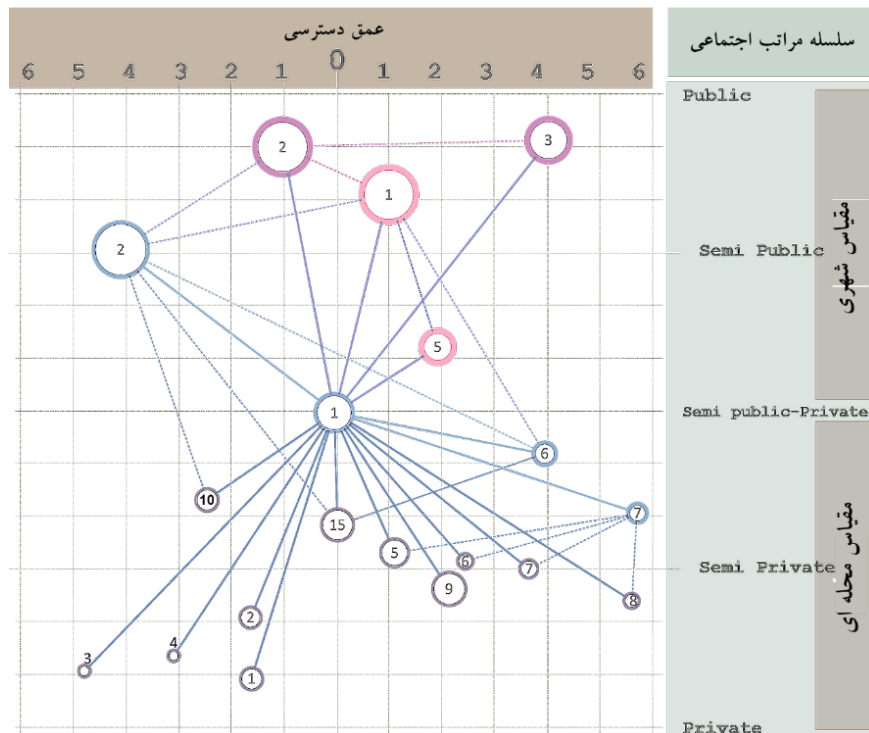 عمق دسترسی
سلسله مراتب اجتماعی
6 5 4 3 2 1 0 1 2 3 4 5 6
Public
2
3
1
مقیاس شهری
2
Semi Public
5
1
Semi public-Private
6
10
15
7
مقیاس محله ای
5
6
7
Semi Private
9
8
2
3
4
1
Private